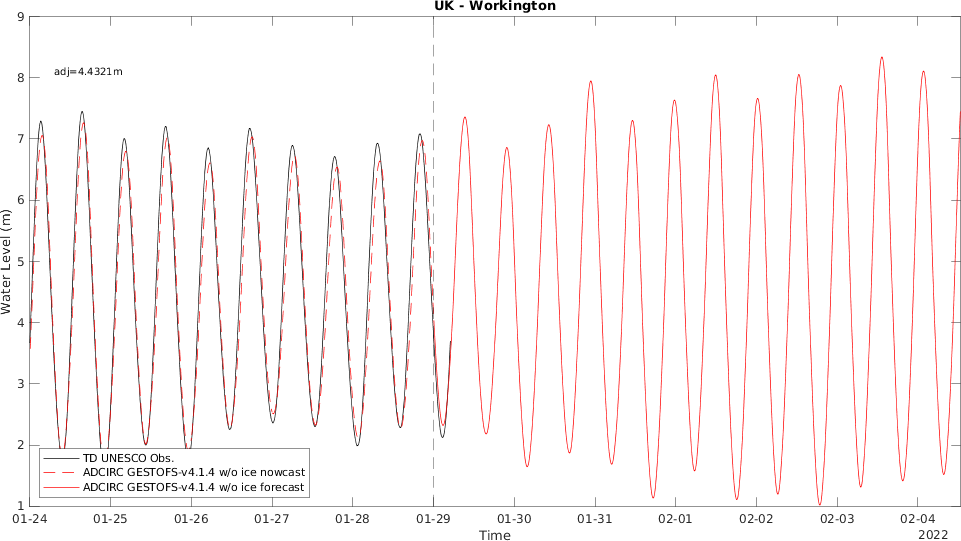 UK - Workington
adj=4.4321m
Water Level (m)
9
8
7
6
5
4
3
2
1
TD UNESCO Obs.
ADCIRC GESTOFS-v4.1.4 w/o ice nowcast
ADCIRC GESTOFS-v4.1.4 w/o ice forecast
01-24 01-25 01-26 01-27 01-28 01-29 01-30 01-31 02-01 02-02 02-03 02-04
Time
2022